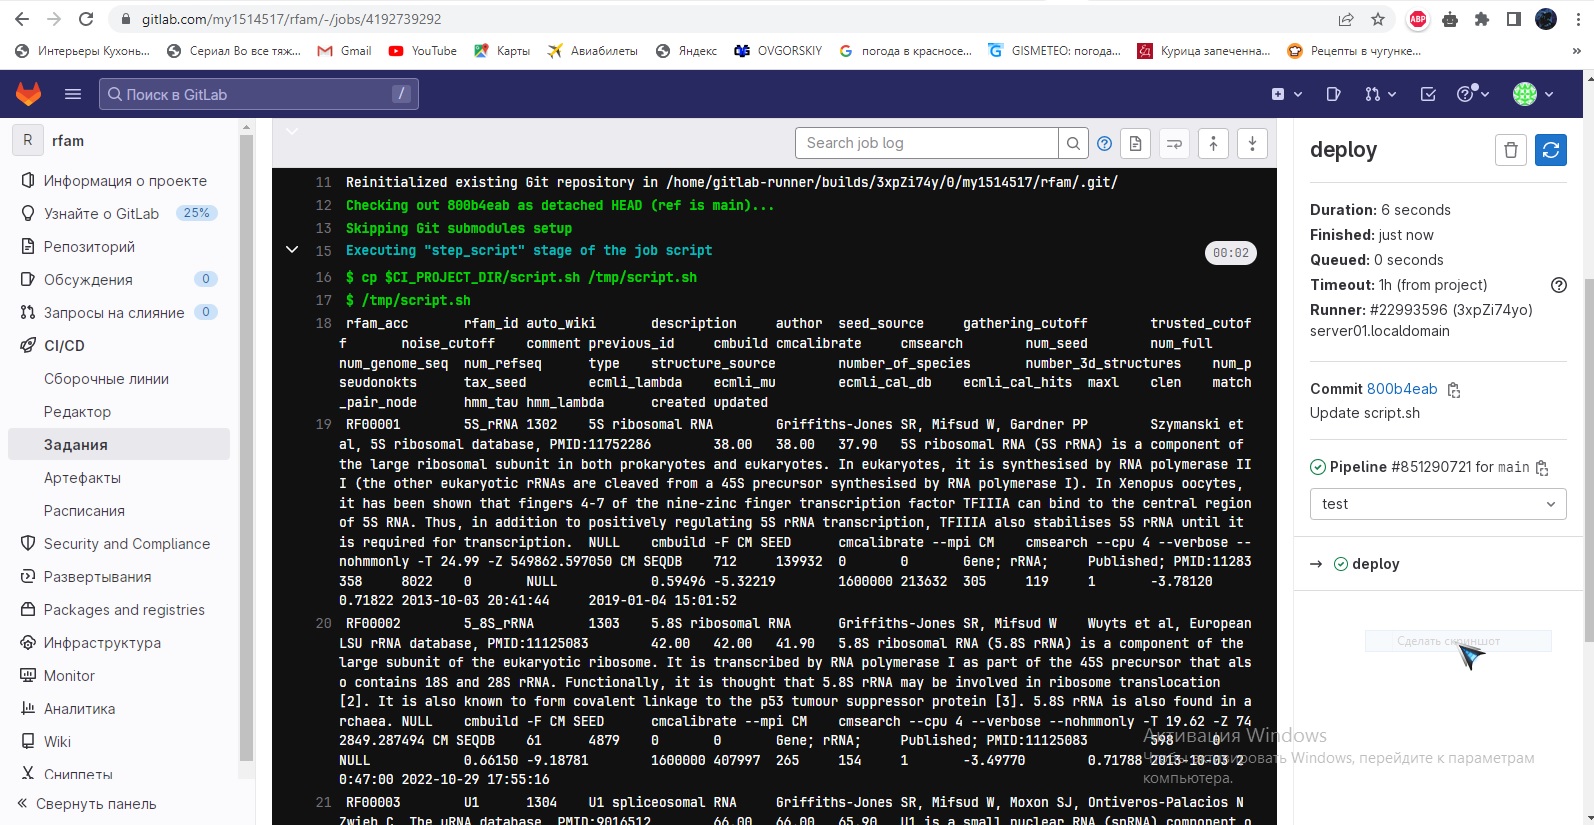 gitlab.com/my1514517/rfam/-/jobs/4192739292
ABP
Интерьеры Кухонь...
Сериал Во все тяж...
Gmail
YouTube
Карты
Авиабилеты
Яндекс
OVGORSKIY
погода в красносе...
GISMETEO: погода...
Курица запеченна...
Рецепты в чугунке...
»
Поиск в GitLab /
R rfam
Информация о проекте
Узнайте о GitLab 25%
Репозиторий
Обсуждения 0
Запросы на слияние 0
CI/CD
Сборочные линии
Редактор
Задания
Артефакты
Расписания
Security and Compliance
Развертывания
Packages and registries
Инфраструктура
Monitor
Аналитика
Wiki
Сниппеты
« Свернуть панель
Search job log
11 Reinitialized existing Git repository in /home/gitlab-runner/builds/3xpZi74y/0/my1514517/rfam/.git/
12 Checking out 800b4eab as detached HEAD (ref is main)...
13 Skipping Git submodules setup
15 Executing "step_script" stage of the job script 00:02
16 $ cp $CI_PROJECT_DIR/script.sh /tmp/script.sh
17 $ /tmp/script.sh
18 rfam_acc rfam_id auto_wiki description author seed_source gathering_cutoff trusted_cutof
f noise_cutoff comment previous_id cmbuild cmcalibrate cmsearch num_seed num_full
num_genome_seq num_refseq type structure_source number_of_species number_3d_structures num_p
seudonokts tax_seed ecmli_lambda ecmli_mu ecmli_cal_db ecmli_cal_hits maxl clen match
_pair_node hmm_tau hmm_lambda created updated
19 RF00001 5S_rRNA 1302 5S ribosomal RNA Griffiths-Jones SR, Mifsud W, Gardner PP Szymanski et
al, 5S ribosomal database, PMID:11752286 38.00 38.00 37.90 5S ribosomal RNA (5S rRNA) is a component of
the large ribosomal subunit in both prokaryotes and eukaryotes. In eukaryotes, it is synthesised by RNA polymerase II
I (the other eukaryotic rRNAs are cleaved from a 45S precursor synthesised by RNA polymerase I). In Xenopus oocytes,
it has been shown that fingers 4-7 of the nine-zinc finger transcription factor TFIIIA can bind to the central region
of 5S RNA. Thus, in addition to positively regulating 5S rRNA transcription, TFIIIA also stabilises 5S rRNA until it
is required for transcription. NULL cmbuild -F CM SEED cmcalibrate --mpi CM cmsearch --cpu 4 --verbose --
nohmmonly -T 24.99 -Z 549862.597050 CM SEQDB 712 139932 0 0 Gene; rRNA; Published; PMID:11283
358 8022 0 NULL 0.59496 -5.32219 1600000 213632 305 119 1 -3.78120
0.71822 2013-10-03 20:41:44 2019-01-04 15:01:52
20 RF00002 5_8S_rRNA 1303 5.8S ribosomal RNA Griffiths-Jones SR, Mifsud W Wuyts et al, European
LSU rRNA database, PMID:11125083 42.00 42.00 41.90 5.8S ribosomal RNA (5.8S rRNA) is a component of the
large subunit of the eukaryotic ribosome. It is transcribed by RNA polymerase I as part of the 45S precursor that als
o contains 18S and 28S rRNA. Functionally, it is thought that 5.8S rRNA may be involved in ribosome translocation
[2]. It is also known to form covalent linkage to the p53 tumour suppressor protein [3]. 5.8S rRNA is also found in a
rchaea. NULL cmbuild -F CM SEED cmcalibrate --mpi CM cmsearch --cpu 4 --verbose --nohmmonly -T 19.62 -Z 74
2849.287494 CM SEQDB 61 4879 0 0 Gene; rRNA; Published; PMID:11125083 598 0
NULL 0.66150 -9.18781 1600000 407997 265 154 1 -3.49770 0.71788 2013-10-03 2
0:47:00 2022-10-29 17:55:16
21 RF00003 U1 1304 U1 spliceosomal RNA Griffiths-Jones SR, Mifsud W, Moxon SJ, Ontiveros-Palacios N
Zwieb C, The uRNA database, PMID:9016512 66.00 66.00 65.90 U1 is a small nuclear RNA (snRNA) component o
deploy
Duration: 6 seconds
Finished: just now
Queued: 0 seconds
Timeout: 1h (from project)
Runner: #22993596 (3xpZi74yo)
server01.localdomain
Commit 800b4eab
Update script.sh
Pipeline #851290721 for main
test
→ deploy
Сделать скриншот
Активация Windows
Чтобы активировать Windows, перейдите к параметрам
компьютера.